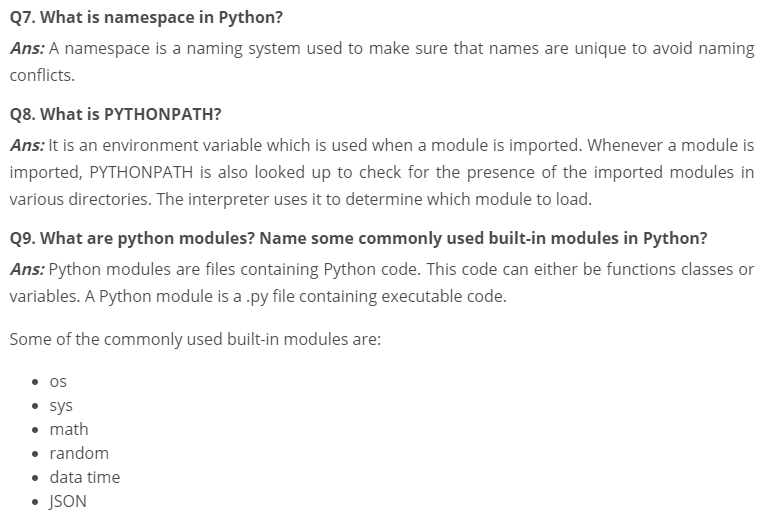 Q7. What is namespace in Python?
Ans: A namespace is a naming system used to make sure that names are unique to avoid naming
conflicts.
Q8. What is PYTHONPATH?
Ans: It is an environment variable which is used when a module is imported. Whenever a module is
imported, PYTHONPATH is also looked up to check for the presence of the imported modules in
various directories. The interpreter uses it to determine which module to load.
Q9. What are python modules? Name some commonly used built-in modules in Python?
Ans: Python modules are files containing Python code. This code can either be functions classes or
variables. A Python module is a .py file containing executable code.
Some of the commonly used built-in modules are:
• os
• sys
• math
• random
• data time
• JSON